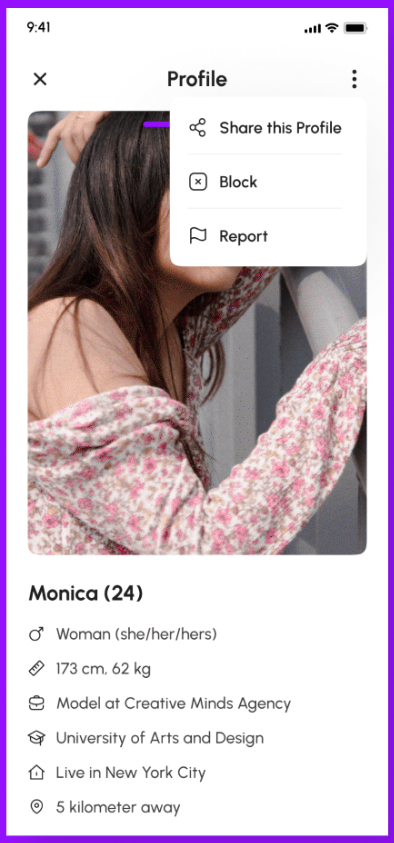 9:41
Profile
Share this Profile
Block
Report
Monica (24)
Woman (she/her/hers)
173 cm, 62 kg
Model at Creative Minds Agency
University of Arts and Design
Live in New York City
5 kilometer away